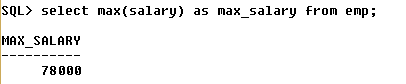 SQL> select max(salary) as max_salary from emp;
MAX_SALARY
----------
78000